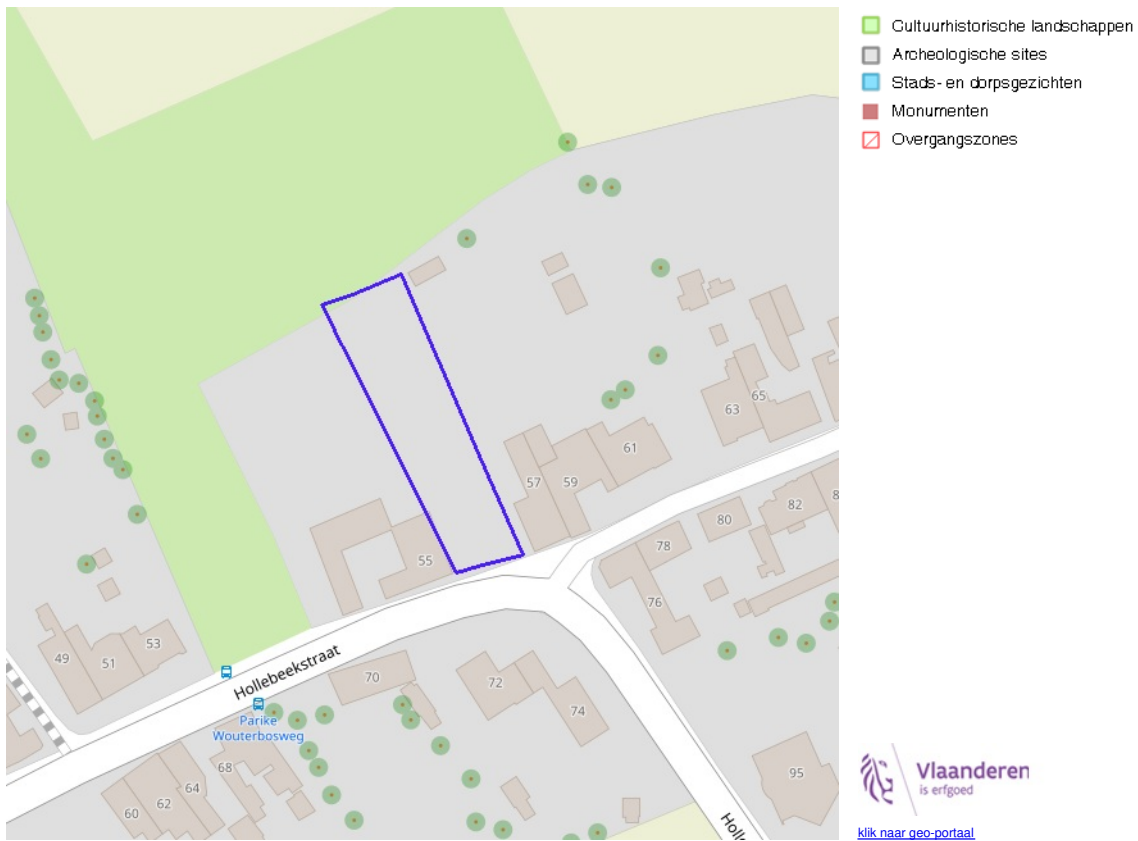 Cultuurhistorische landschappen
Archeologische sites
Stads- en dorpsgezichten
Monumenten
Overgangszones
65
63
61
57
59
82
80
78
55
76
53
49
51
Hollebeekstraat
70
72
Parike
Wouterbosweg
74
68
64
62
60
95
Vlaanderen
is erfgoed
klik naar geo-portaal